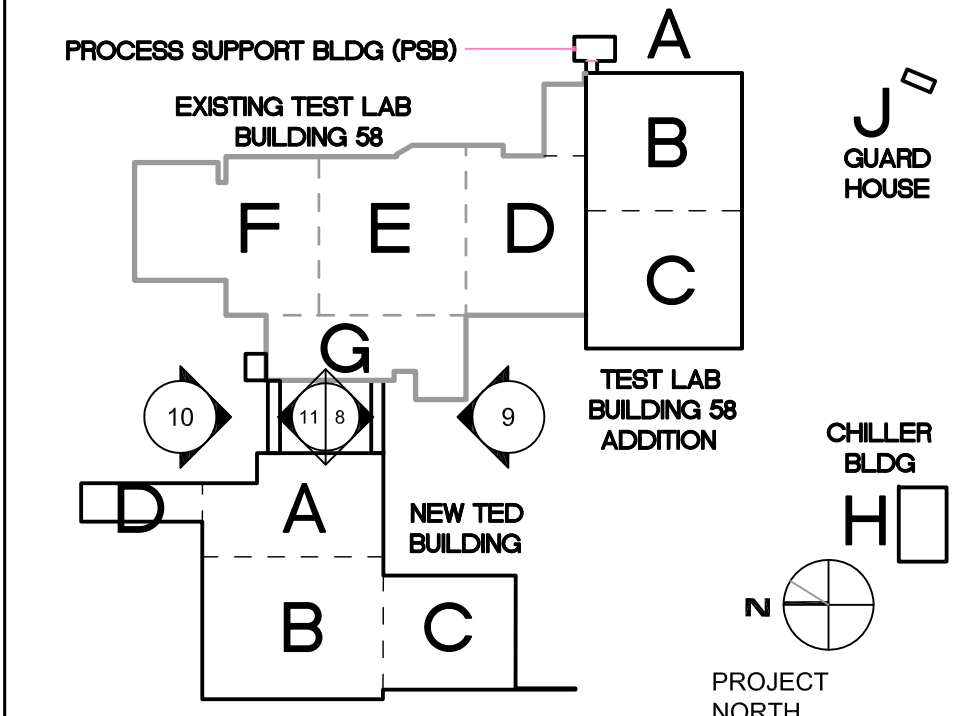 PROCESS SUPPORT BLDG (PSB)
A
EXISTING TEST LAB
BUILDING 58
B
J
GUARD
HOUSE
F
E
D
C
G
TEST LAB
BUILDING 58
ADDITION
10
11
8
9
CHILLER
BLDG
H
D
A
NEW TED
BUILDING
B
C
N
PROJECT
NORTH